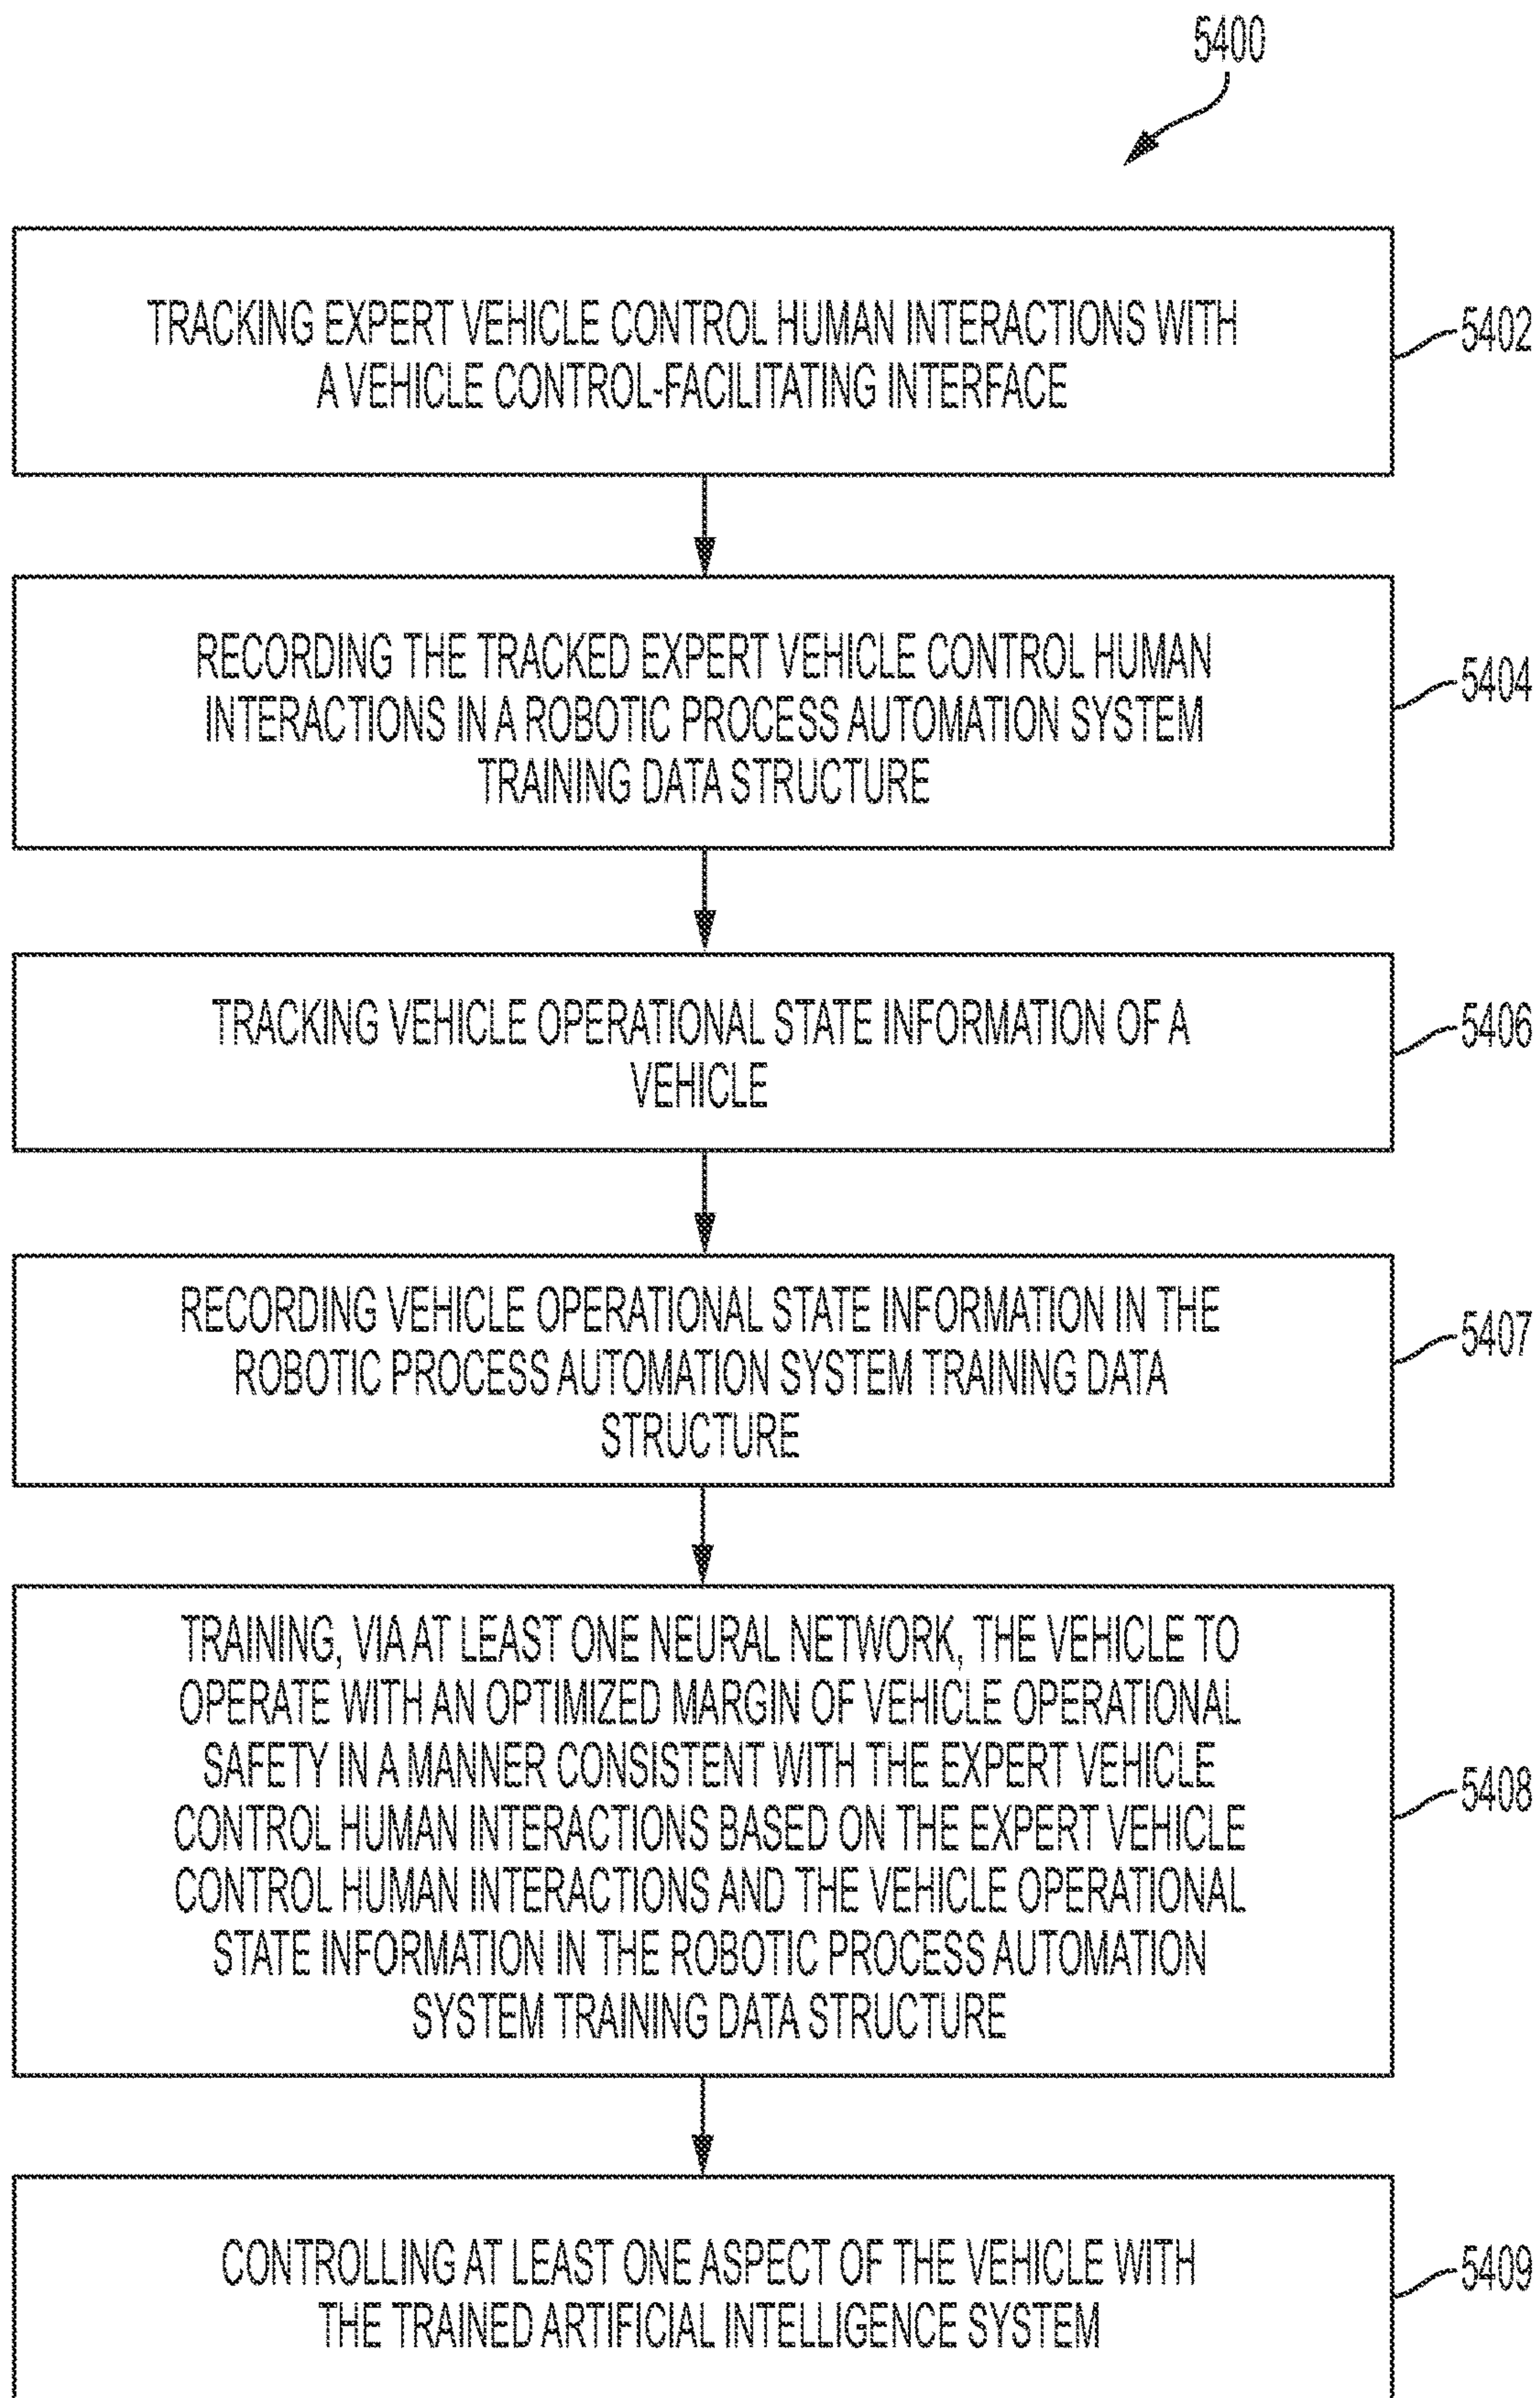 5400
TRACKING EXPERT VEHICLE CONTROL HUMAN INTERACTIONS WITH
A VEHICLE CONTROL-FACILITATING INTERFACE
5402
RECORDING THE TRACKED EXPERT VEHICLE CONTROL HUMAN
INTERACTIONS IN A ROBOTIC PROCESS AUTOMATION SYSTEM
TRAINING DATA STRUCTURE
5404
TRACKING VEHICLE OPERATIONAL STATE INFORMATION OF A
VEHICLE
5406
RECORDING VEHICLE OPERATIONAL STATE INFORMATION IN THE
ROBOTIC PROCESS AUTOMATION SYSTEM TRAINING DATA
STRUCTURE
5407
TRAINING, VIA AT LEAST ONE NEURAL NETWORK, THE VEHICLE TO
OPERATE WITH AN OPTIMIZED MARGIN OF VEHICLE OPERATIONAL
SAFETY IN A MANNER CONSISTENT WITH THE EXPERT VEHICLE
CONTROL HUMAN INTERACTIONS BASED ON THE EXPERT VEHICLE
CONTROL HUMAN INTERACTIONS AND THE VEHICLE OPERATIONAL
STATE INFORMATION IN THE ROBOTIC PROCESS AUTOMATION
SYSTEM TRAINING DATA STRUCTURE
5408
CONTROLLING AT LEAST ONE ASPECT OF THE VEHICLE WITH
THE TRAINED ARTIFICIAL INTELLIGENCE SYSTEM
5409